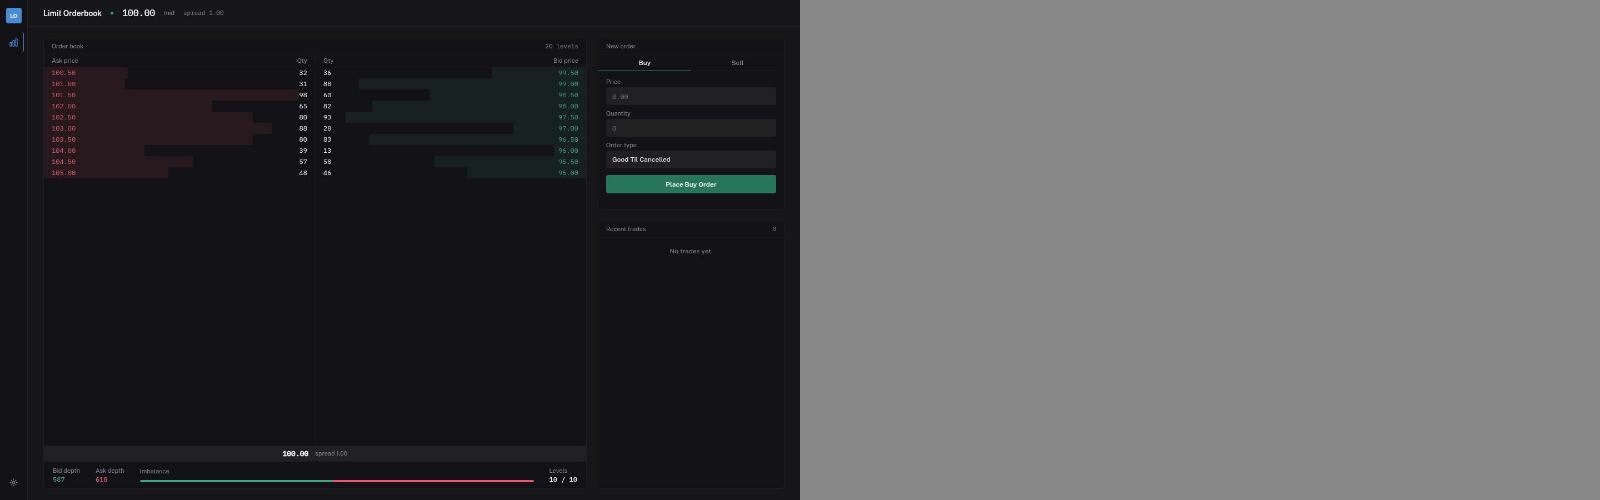 LO
Limit Orderbook • 100.00 mid spread 1.00
Order book 20 levels
Ask price Qty Qty Bid price
100.50 32 36 99.50
101.00 31 88 99.00
101.50 98 60 98.50
102.00 65 82 98.00
102.50 80 93 97.50
103.00 88 28 97.00
103.50 80 83 96.50
104.00 39 13 96.00
104.50 57 58 95.50
105.00 48 46 95.00
100.00 spread 1.00
Bid depth Ask depth Imbalance Levels
587 618 10 / 10
New order
Buy Sell
Price
0.00
Quantity
0
Order type
Good Til Cancelled
Place Buy Order
Recent trades 0
No trades yet.